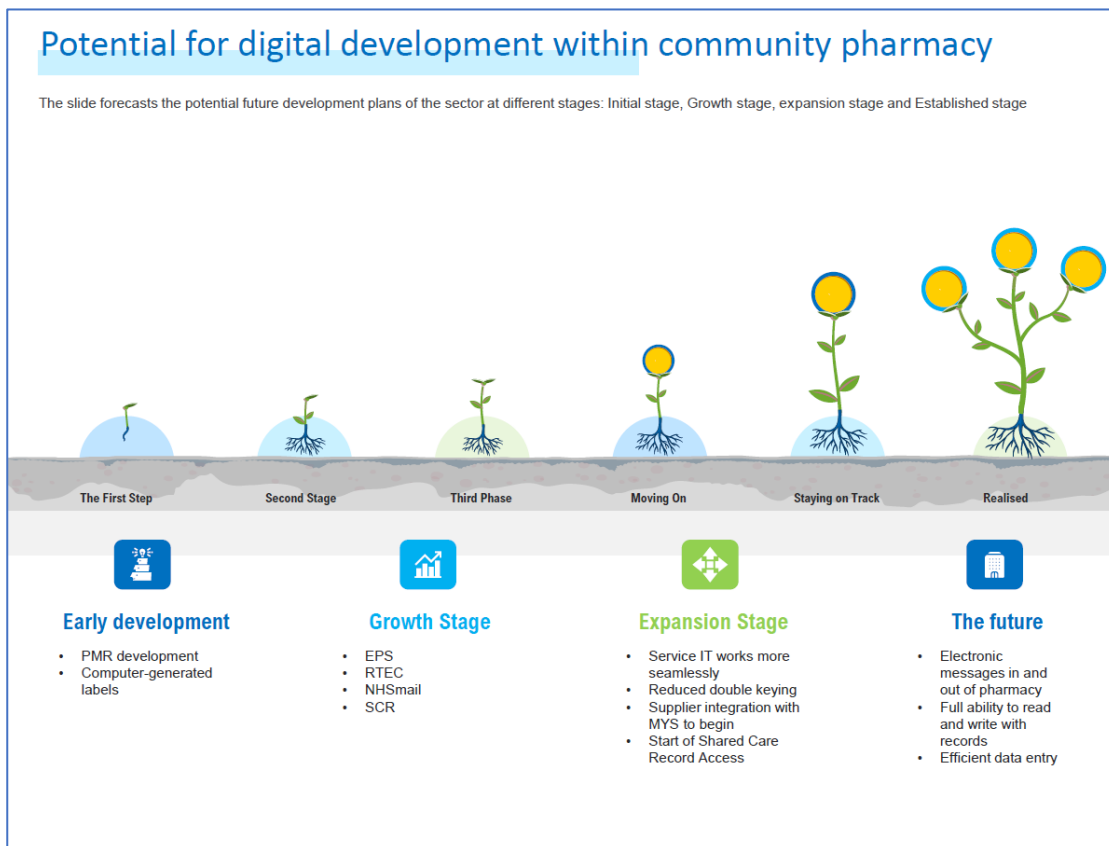 Potential for digital development within community pharmacy
The slide forecasts the potential future development plans of the sector at different stages: Initial stage, Growth stage, expansion stage and Established stage
The First Step
Second Stage
Third Phase
Moving On
Staying on Track
Realised
Early development
• PMR development
• Computer-generated
labels
Growth Stage
• EPS
• RTEC
• NHSmail
• SCR
Expansion Stage
• Service IT works more
seamlessly
• Reduced double keying
• Supplier integration with
MYS to begin
• Start of Shared Care
Record Access
The future
• Electronic
messages in and
out of pharmacy
• Full ability to read
and write with
records
• Efficient data entry